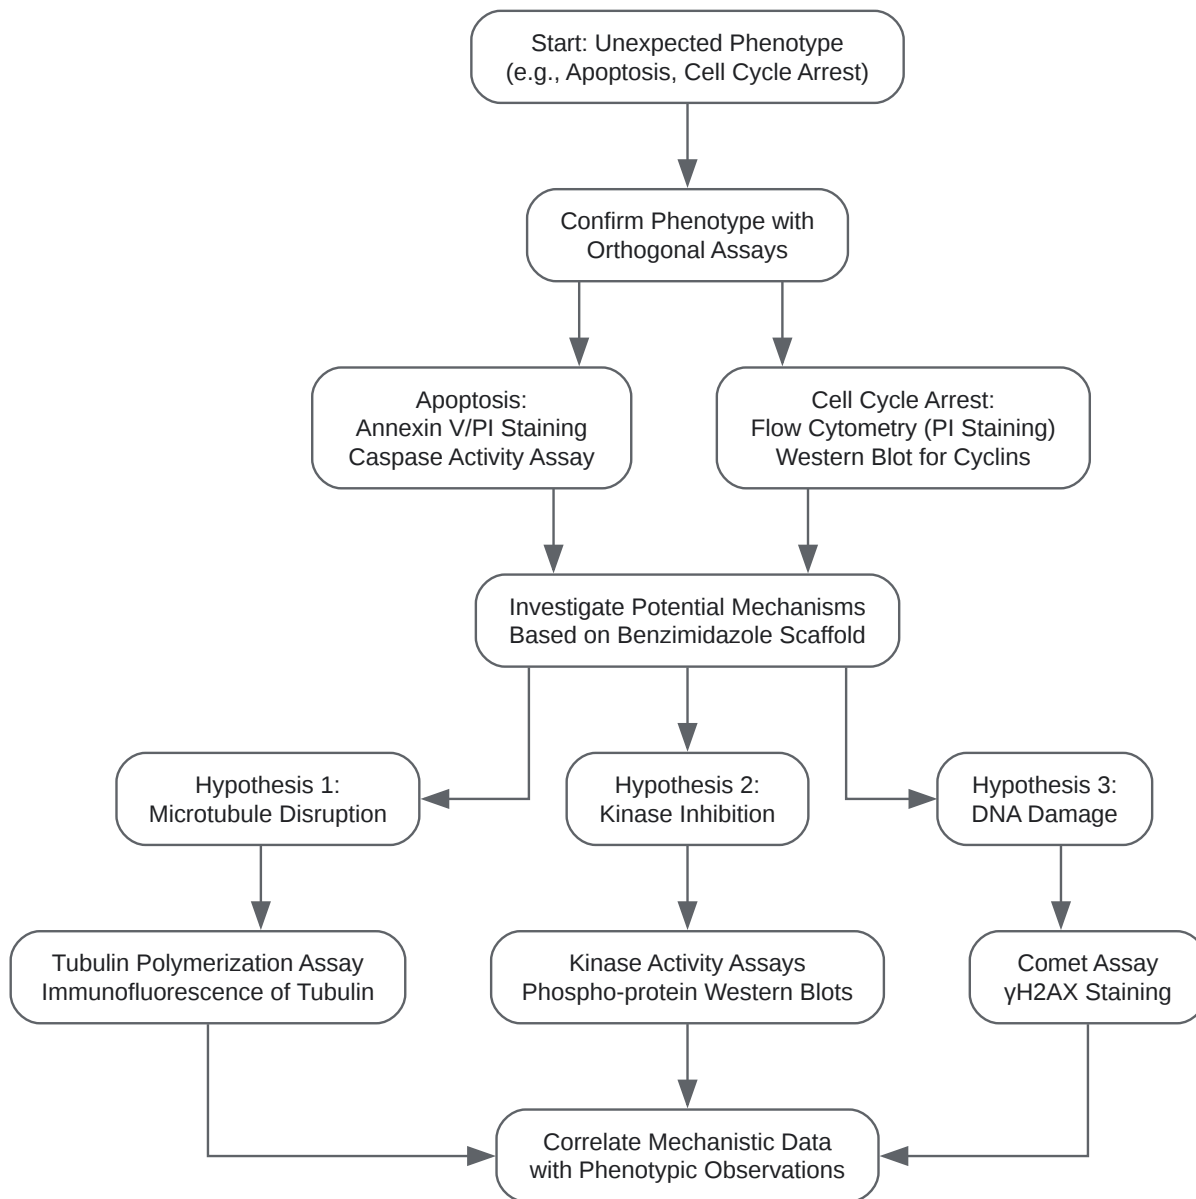 Start: Unexpected Phenotype
(e.g., Apoptosis, Cell Cycle Arrest)
Confirm Phenotype with
Orthogonal Assays
Apoptosis:
Annexin V/PI Staining
Caspase Activity Assay
Cell Cycle Arrest:
Flow Cytometry (PI Staining)
Western Blot for Cyclins
Investigate Potential Mechanisms
Based on Benzimidazole Scaffold
Hypothesis 1:
Microtubule Disruption
Hypothesis 2:
Kinase Inhibition
Hypothesis 3:
DNA Damage
Tubulin Polymerization Assay
Immunofluorescence of Tubulin
Kinase Activity Assays
Phospho-protein Western Blots
Comet Assay
γH2AX Staining
Correlate Mechanistic Data
with Phenotypic Observations